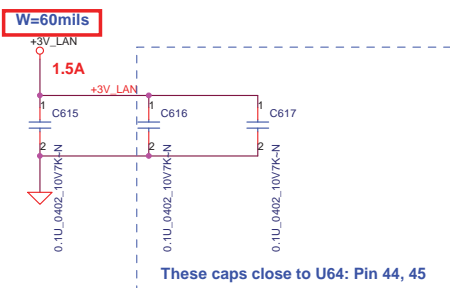 W=60mils
+3V_LAN
1.5A
+3V_LAN
1
C615
2
0.1U_0402_10V7K~N
1
C616
2
0.1U_0402_10V7K~N
1
C617
2
0.1U_0402_10V7K~N
These caps close to U64: Pin 44, 45